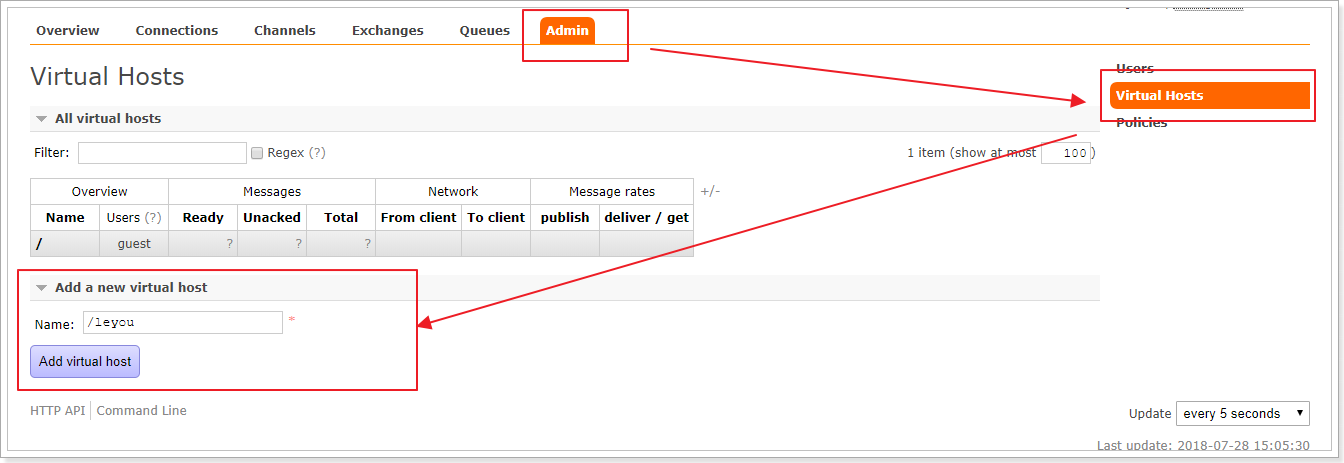 Overview Connections Channels Exchanges Queues Admin
Users
Virtual Hosts
Policies
Virtual Hosts
All virtual hosts
Filter: Regex (?) 1 item (show at most 100)
Overview Messages Network Message rates +/-
Name Users (?) Ready Unacked Total From client To client publish deliver / get
/ guest ? ? ?
Add a new virtual host
Name: /leyou *
Add virtual host
HTTP API Command Line
Update every 5 seconds
Last update: 2018-07-28 15:05:30